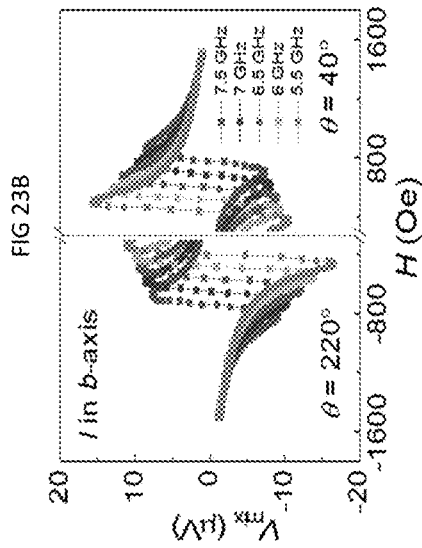 FIG 23B
I in b-axis
20
10
0
-10
-20
V_mix (μV)
θ = 220°
θ = 40°
7.5 GHz
7 GHz
6.5 GHz
6 GHz
5.5 GHz
-1600
-800
800
1600
H (Oe)